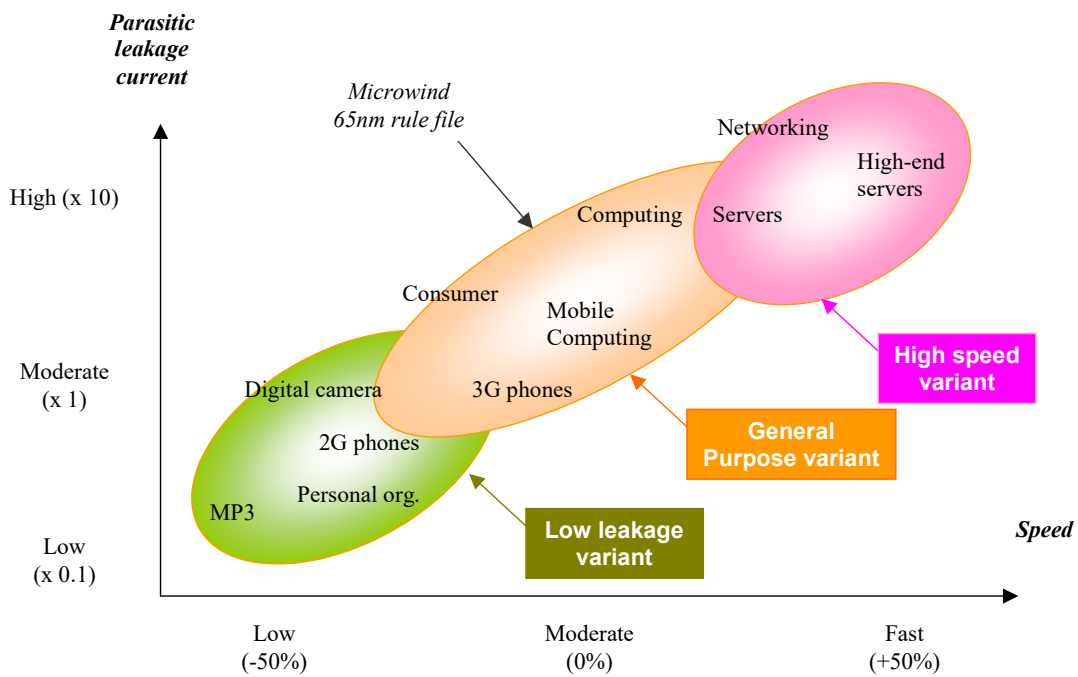 Parasitic
leakage
current
Microwind
65nm rule file
Networking
High-end
servers
High (x 10)
Computing
Servers
Consumer
Mobile
Computing
High speed
variant
Moderate
(x 1)
Digital camera
3G phones
General
Purpose variant
2G phones
Personal org.
MP3
Low leakage
variant
Speed
Low
(x 0.1)
Low
(-50%)
Moderate
(0%)
Fast
(+50%)